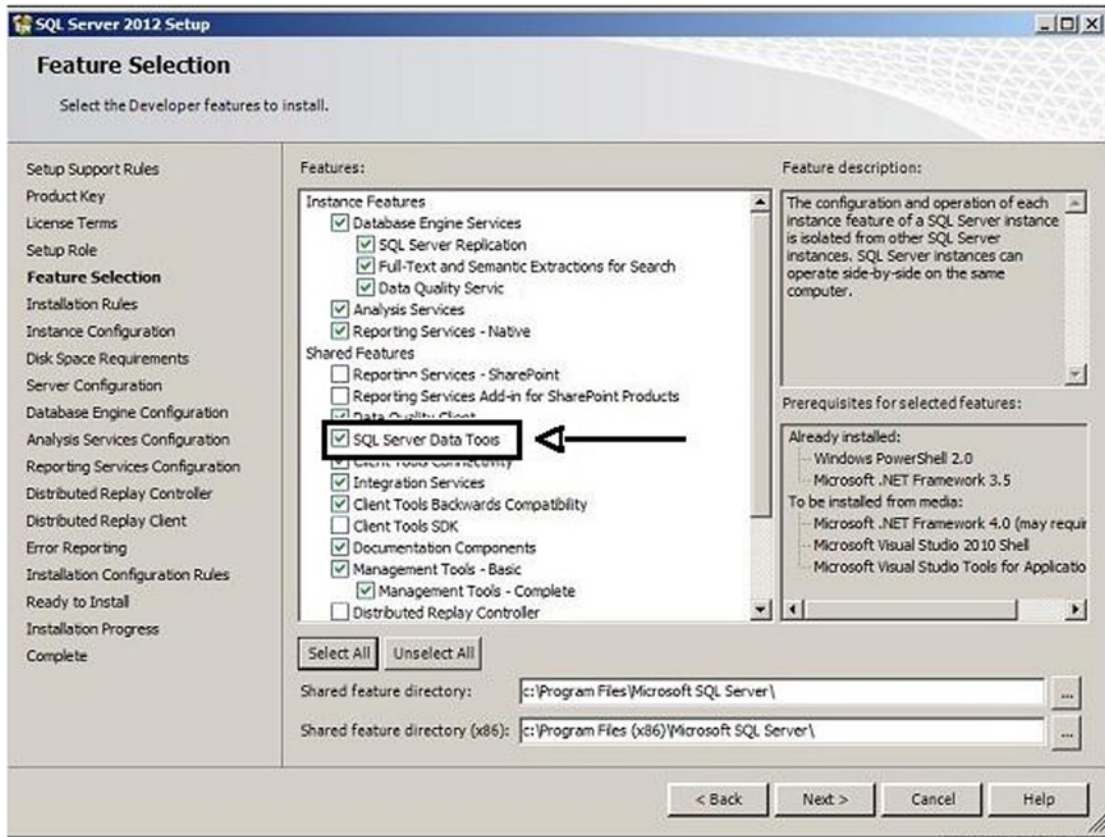 SQL Server 2012 Setup
Feature Selection
Select the Developer features to install.
Setup Support Rules
Product Key
License Terms
Setup Role
Feature Selection
Installation Rules
Instance Configuration
Disk Space Requirements
Server Configuration
Database Engine Configuration
Analysis Services Configuration
Reporting Services Configuration
Distributed Replay Controller
Distributed Replay Client
Error Reporting
Installation Configuration Rules
Ready to Install
Installation Progress
Complete
Features:
Instance Features
Database Engine Services
SQL Server Replication
Full-Text and Semantic Extractions for Search
Data Quality Servic
Analysis Services
Reporting Services - Native
Shared Features
Reporting Services - SharePoint
Reporting Services Add-in for SharePoint Products
Data Quality Client
SQL Server Data Tools
Client Tools Connectivity
Integration Services
Client Tools Backwards Compatibility
Client Tools SDK
Documentation Components
Management Tools - Basic
Management Tools - Complete
Distributed Replay Controller
Feature description:
The configuration and operation of each
instance feature of a SQL Server instance
is isolated from other SQL Server
instances. SQL Server instances can
operate side-by-side on the same
computer.
Prerequisites for selected features:
Already installed:
Windows PowerShell 2.0
Microsoft .NET Framework 3.5
To be installed from media:
Microsoft .NET Framework 4.0 (may requir
Microsoft Visual Studio 2010 Shell
Microsoft Visual Studio Tools for Applicatio
Select All
Unselect All
Shared feature directory:
c:\Program Files\Microsoft SQL Server\
...
Shared feature directory (x86):
c:\Program Files (x86)\Microsoft SQL Server\
...
< Back
Next >
Cancel
Help